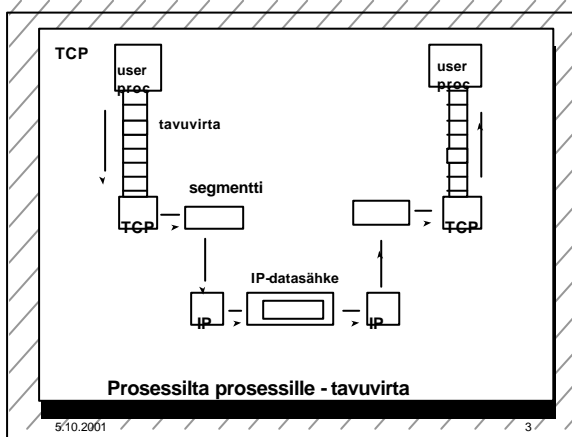 TCP
user
proc
user
proc
tavuvirta
segmentti
TCP
TCP
IP-datasähke
IP
IP
Prosessilta prosessille - tavuvirta
5.10.2001
3